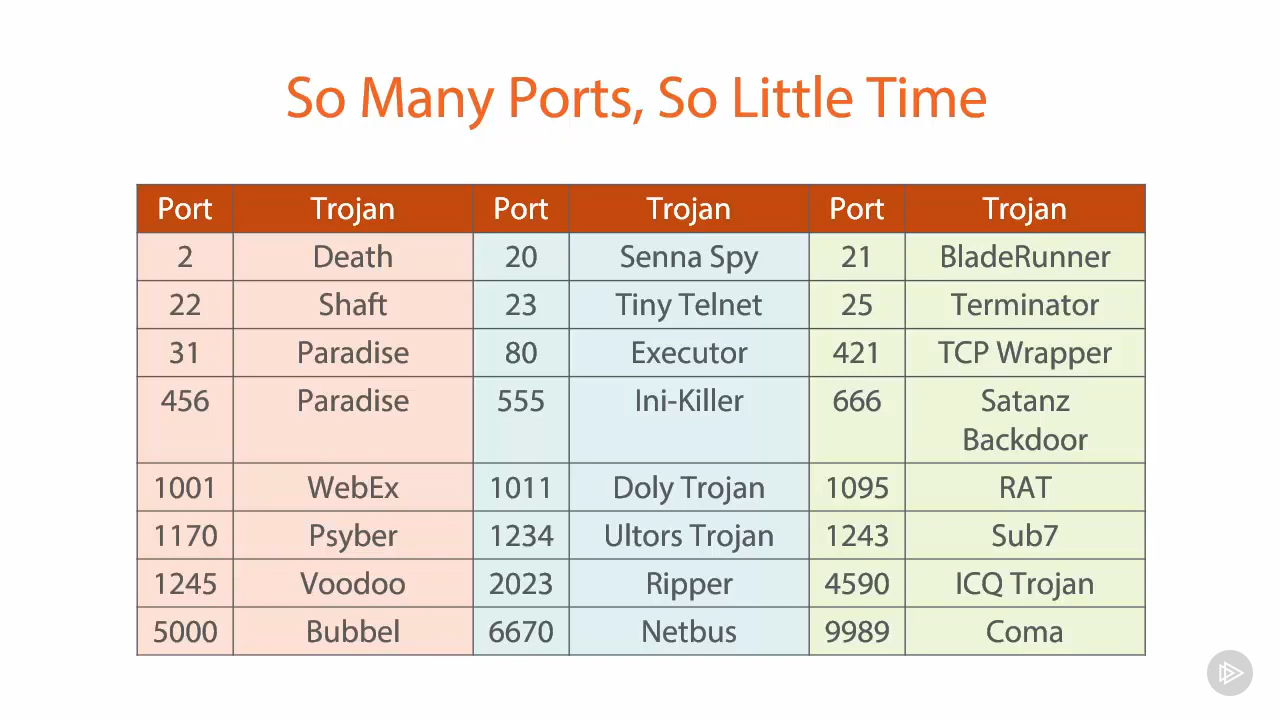 So Many Ports, So Little Time
Port Trojan Port Trojan Port Trojan
2 Death 20 Senna Spy 21 BladeRunner
22 Shaft 23 Tiny Telnet 25 Terminator
31 Paradise 80 Executor 421 TCP Wrapper
456 Paradise 555 Ini-Killer 666 Satanz
Backdoor
1001 WebEx 1011 Doly Trojan 1095 RAT
1170 Psyber 1234 Ultors Trojan 1243 Sub7
1245 Voodoo 2023 Ripper 4590 ICQ Trojan
5000 Bubbel 6670 Netbus 9989 Coma